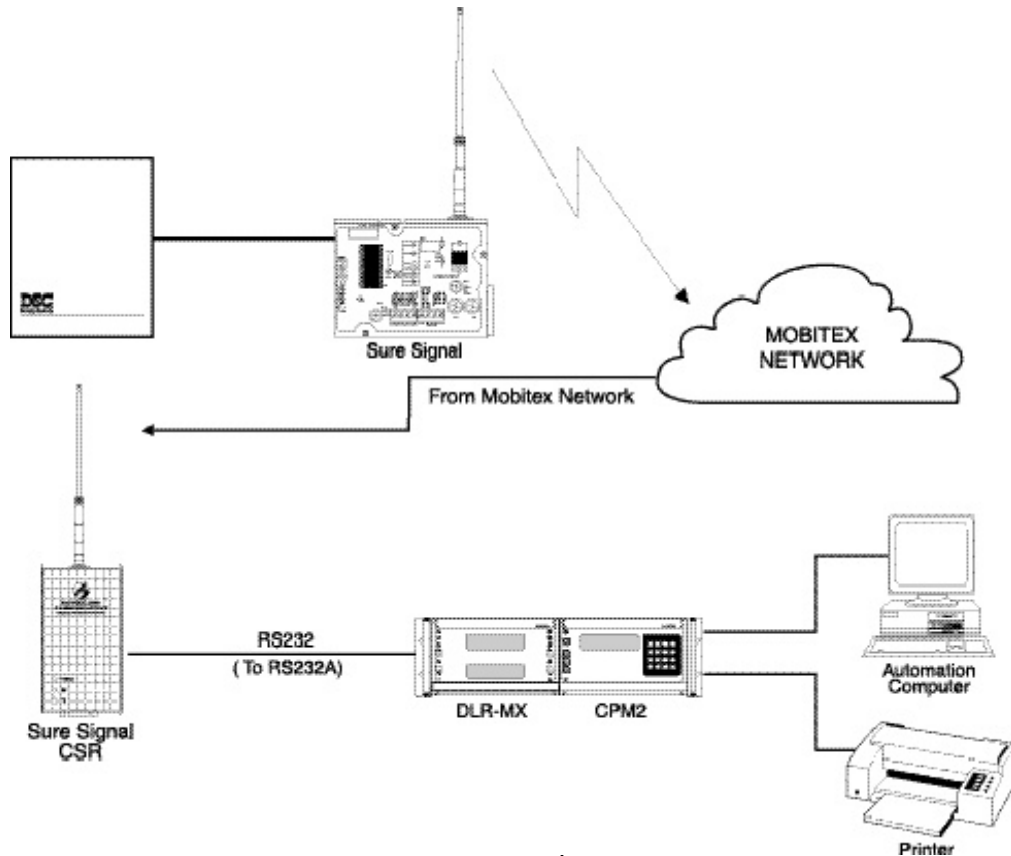 DSC
Sure Signal
MOBITEX
NETWORK
From Mobitex Network
RS232
( To RS232A)
DLR-MX
CPM2
Sure Signal
CSR
Automation
Computer
Printer